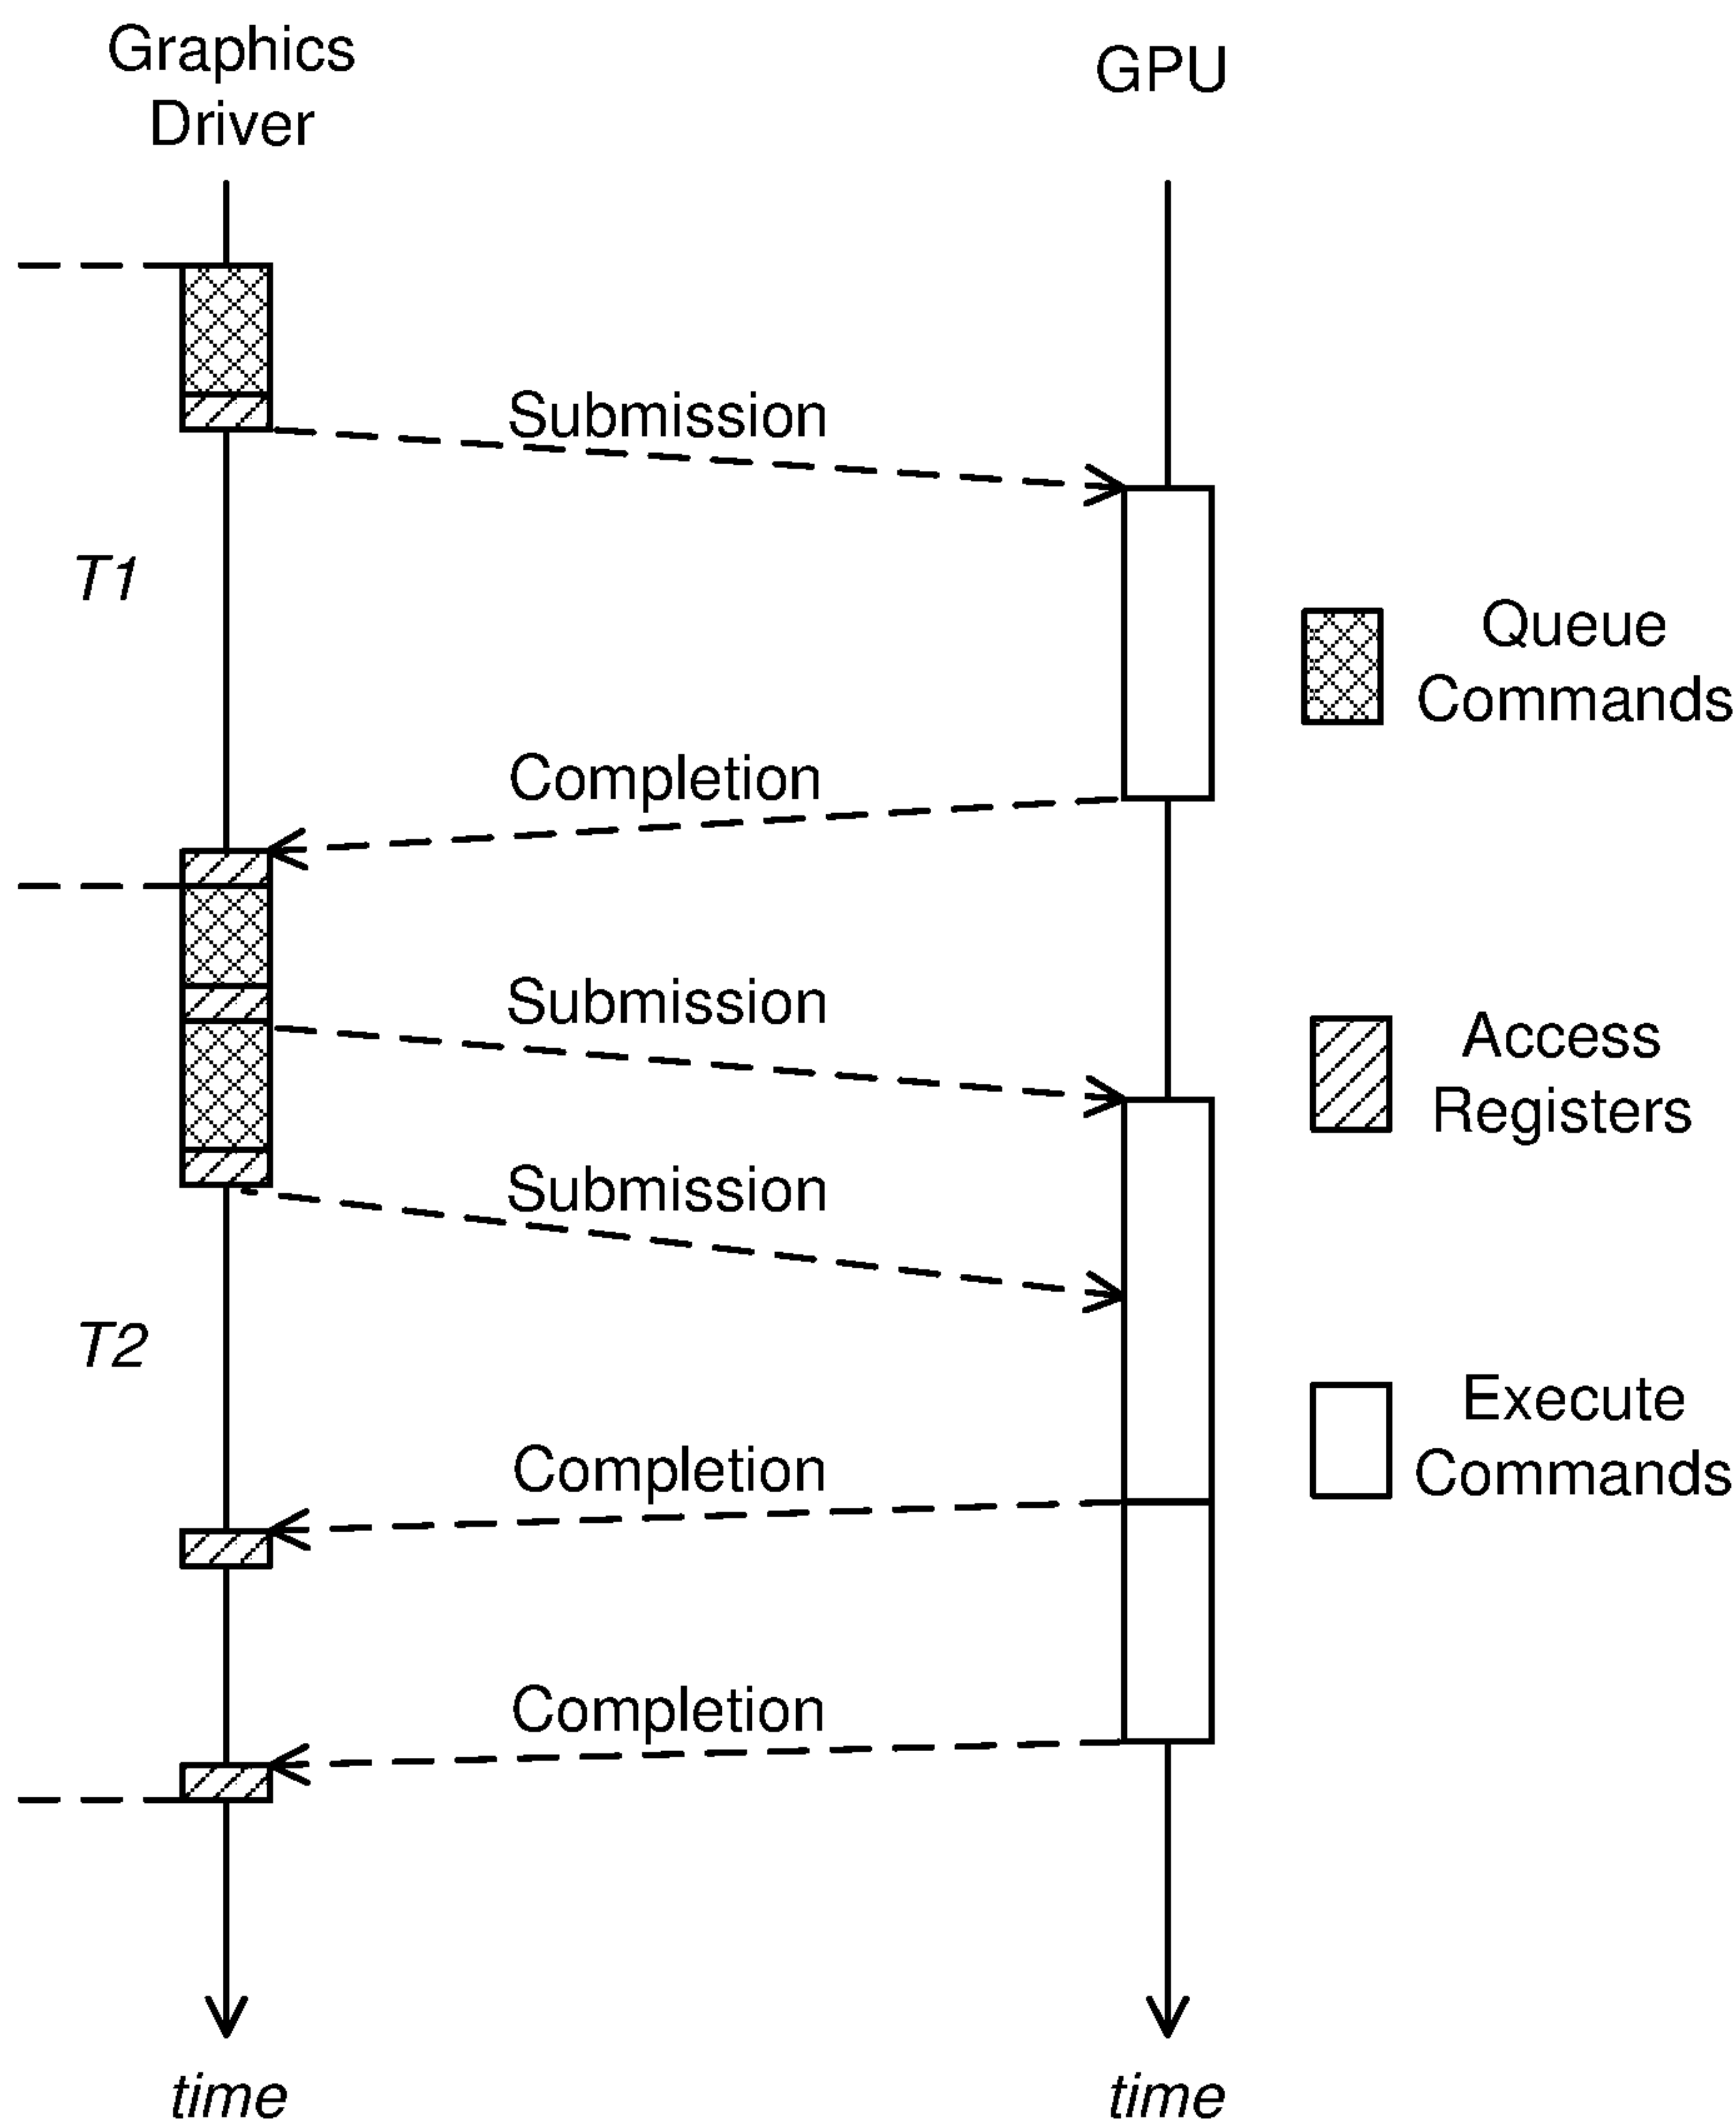 Graphics
Driver
GPU
Submission
T1
Queue
Commands
Completion
Submission
Access
Registers
Submission
T2
Execute
Commands
Completion
Completion
time
time